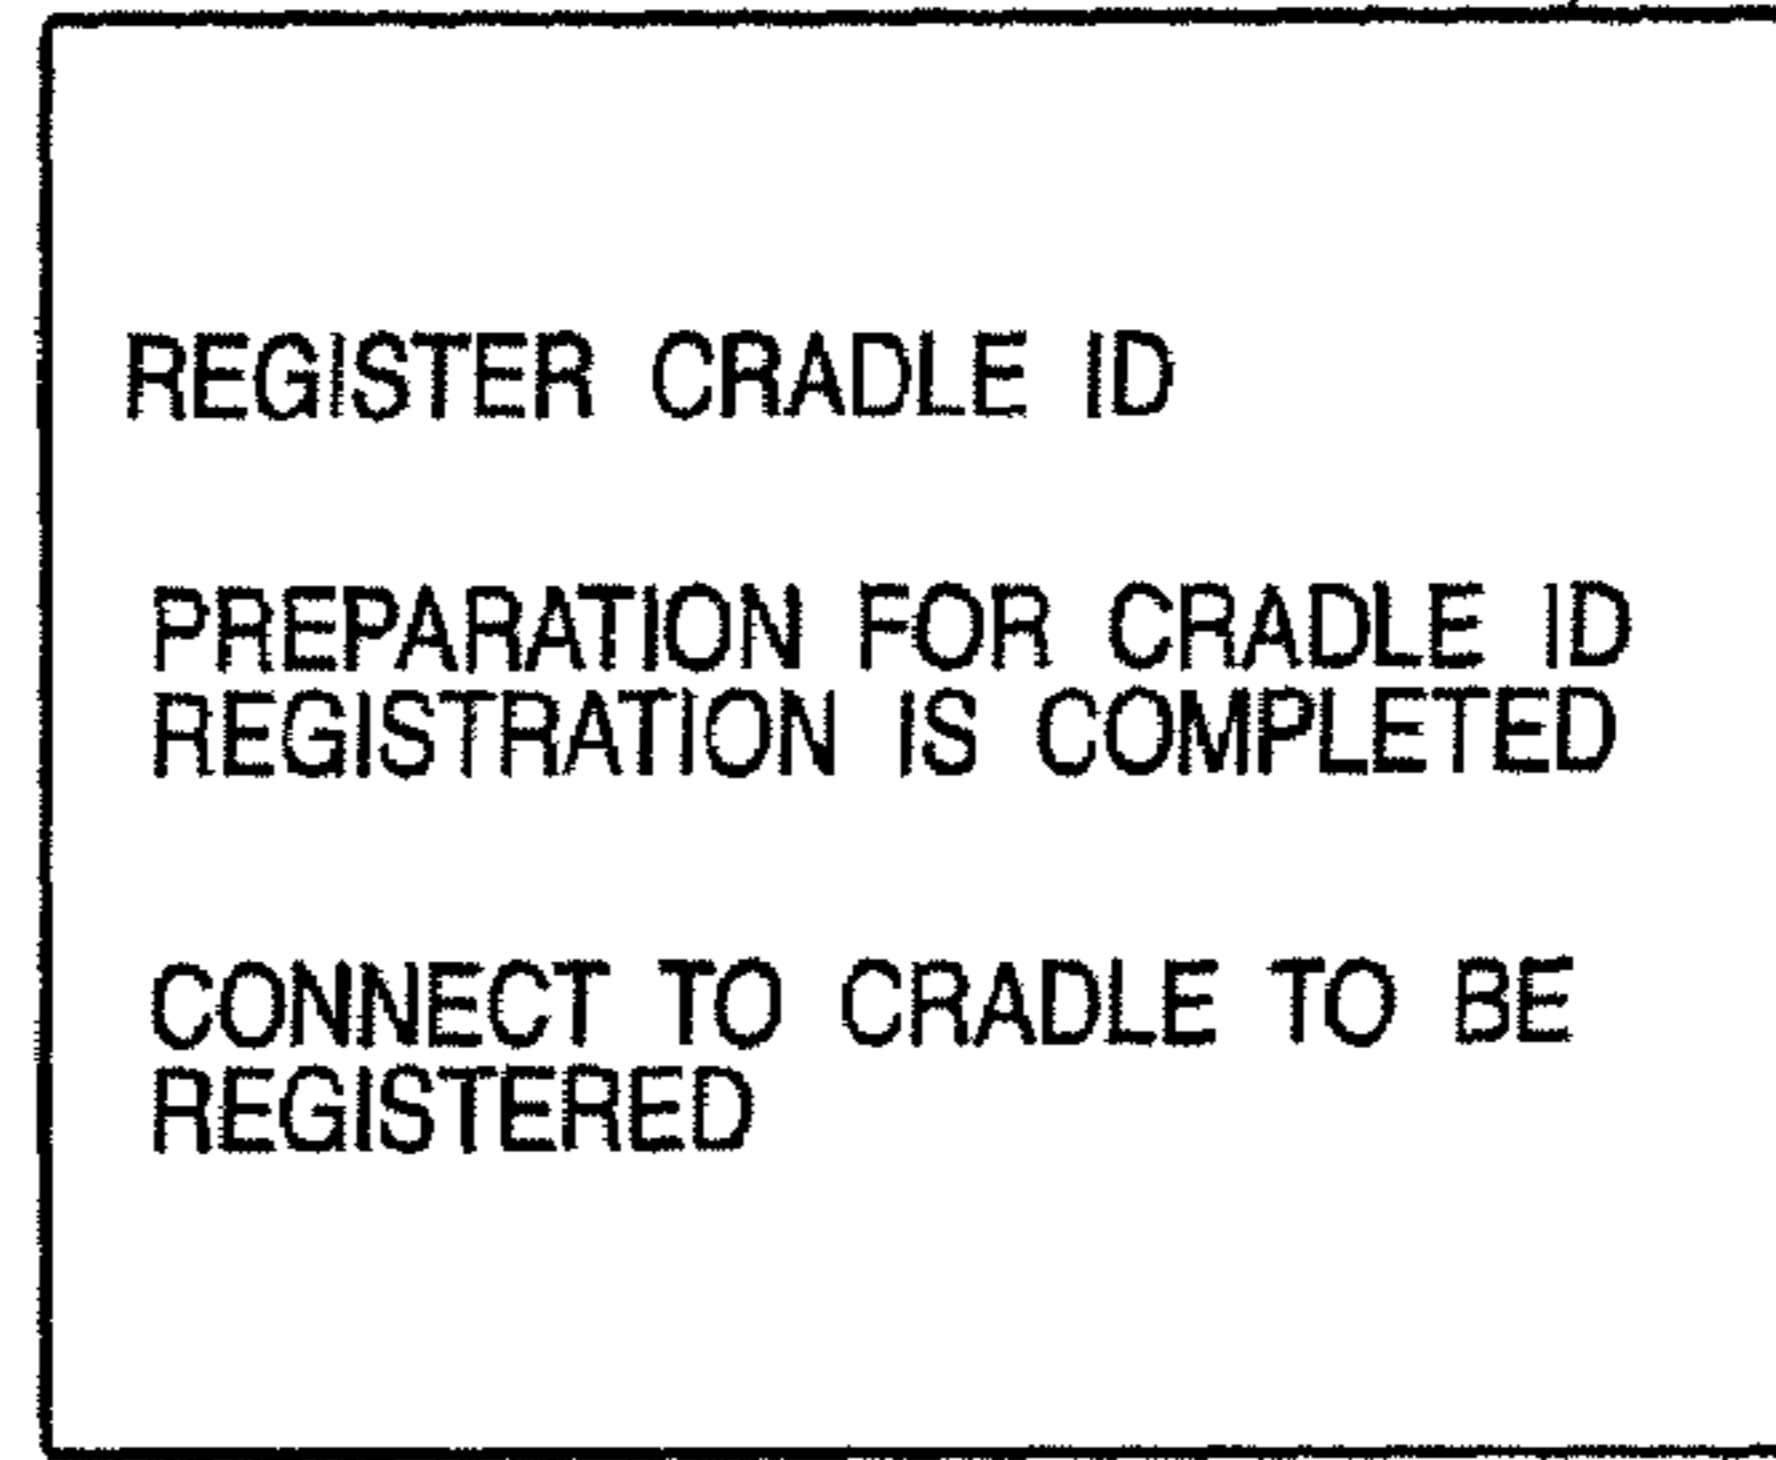 REGISTER CRADLE ID
PREPARATION FOR CRADLE ID
REGISTRATION IS COMPLETED
CONNECT TO CRADLE TO BE
REGISTERED